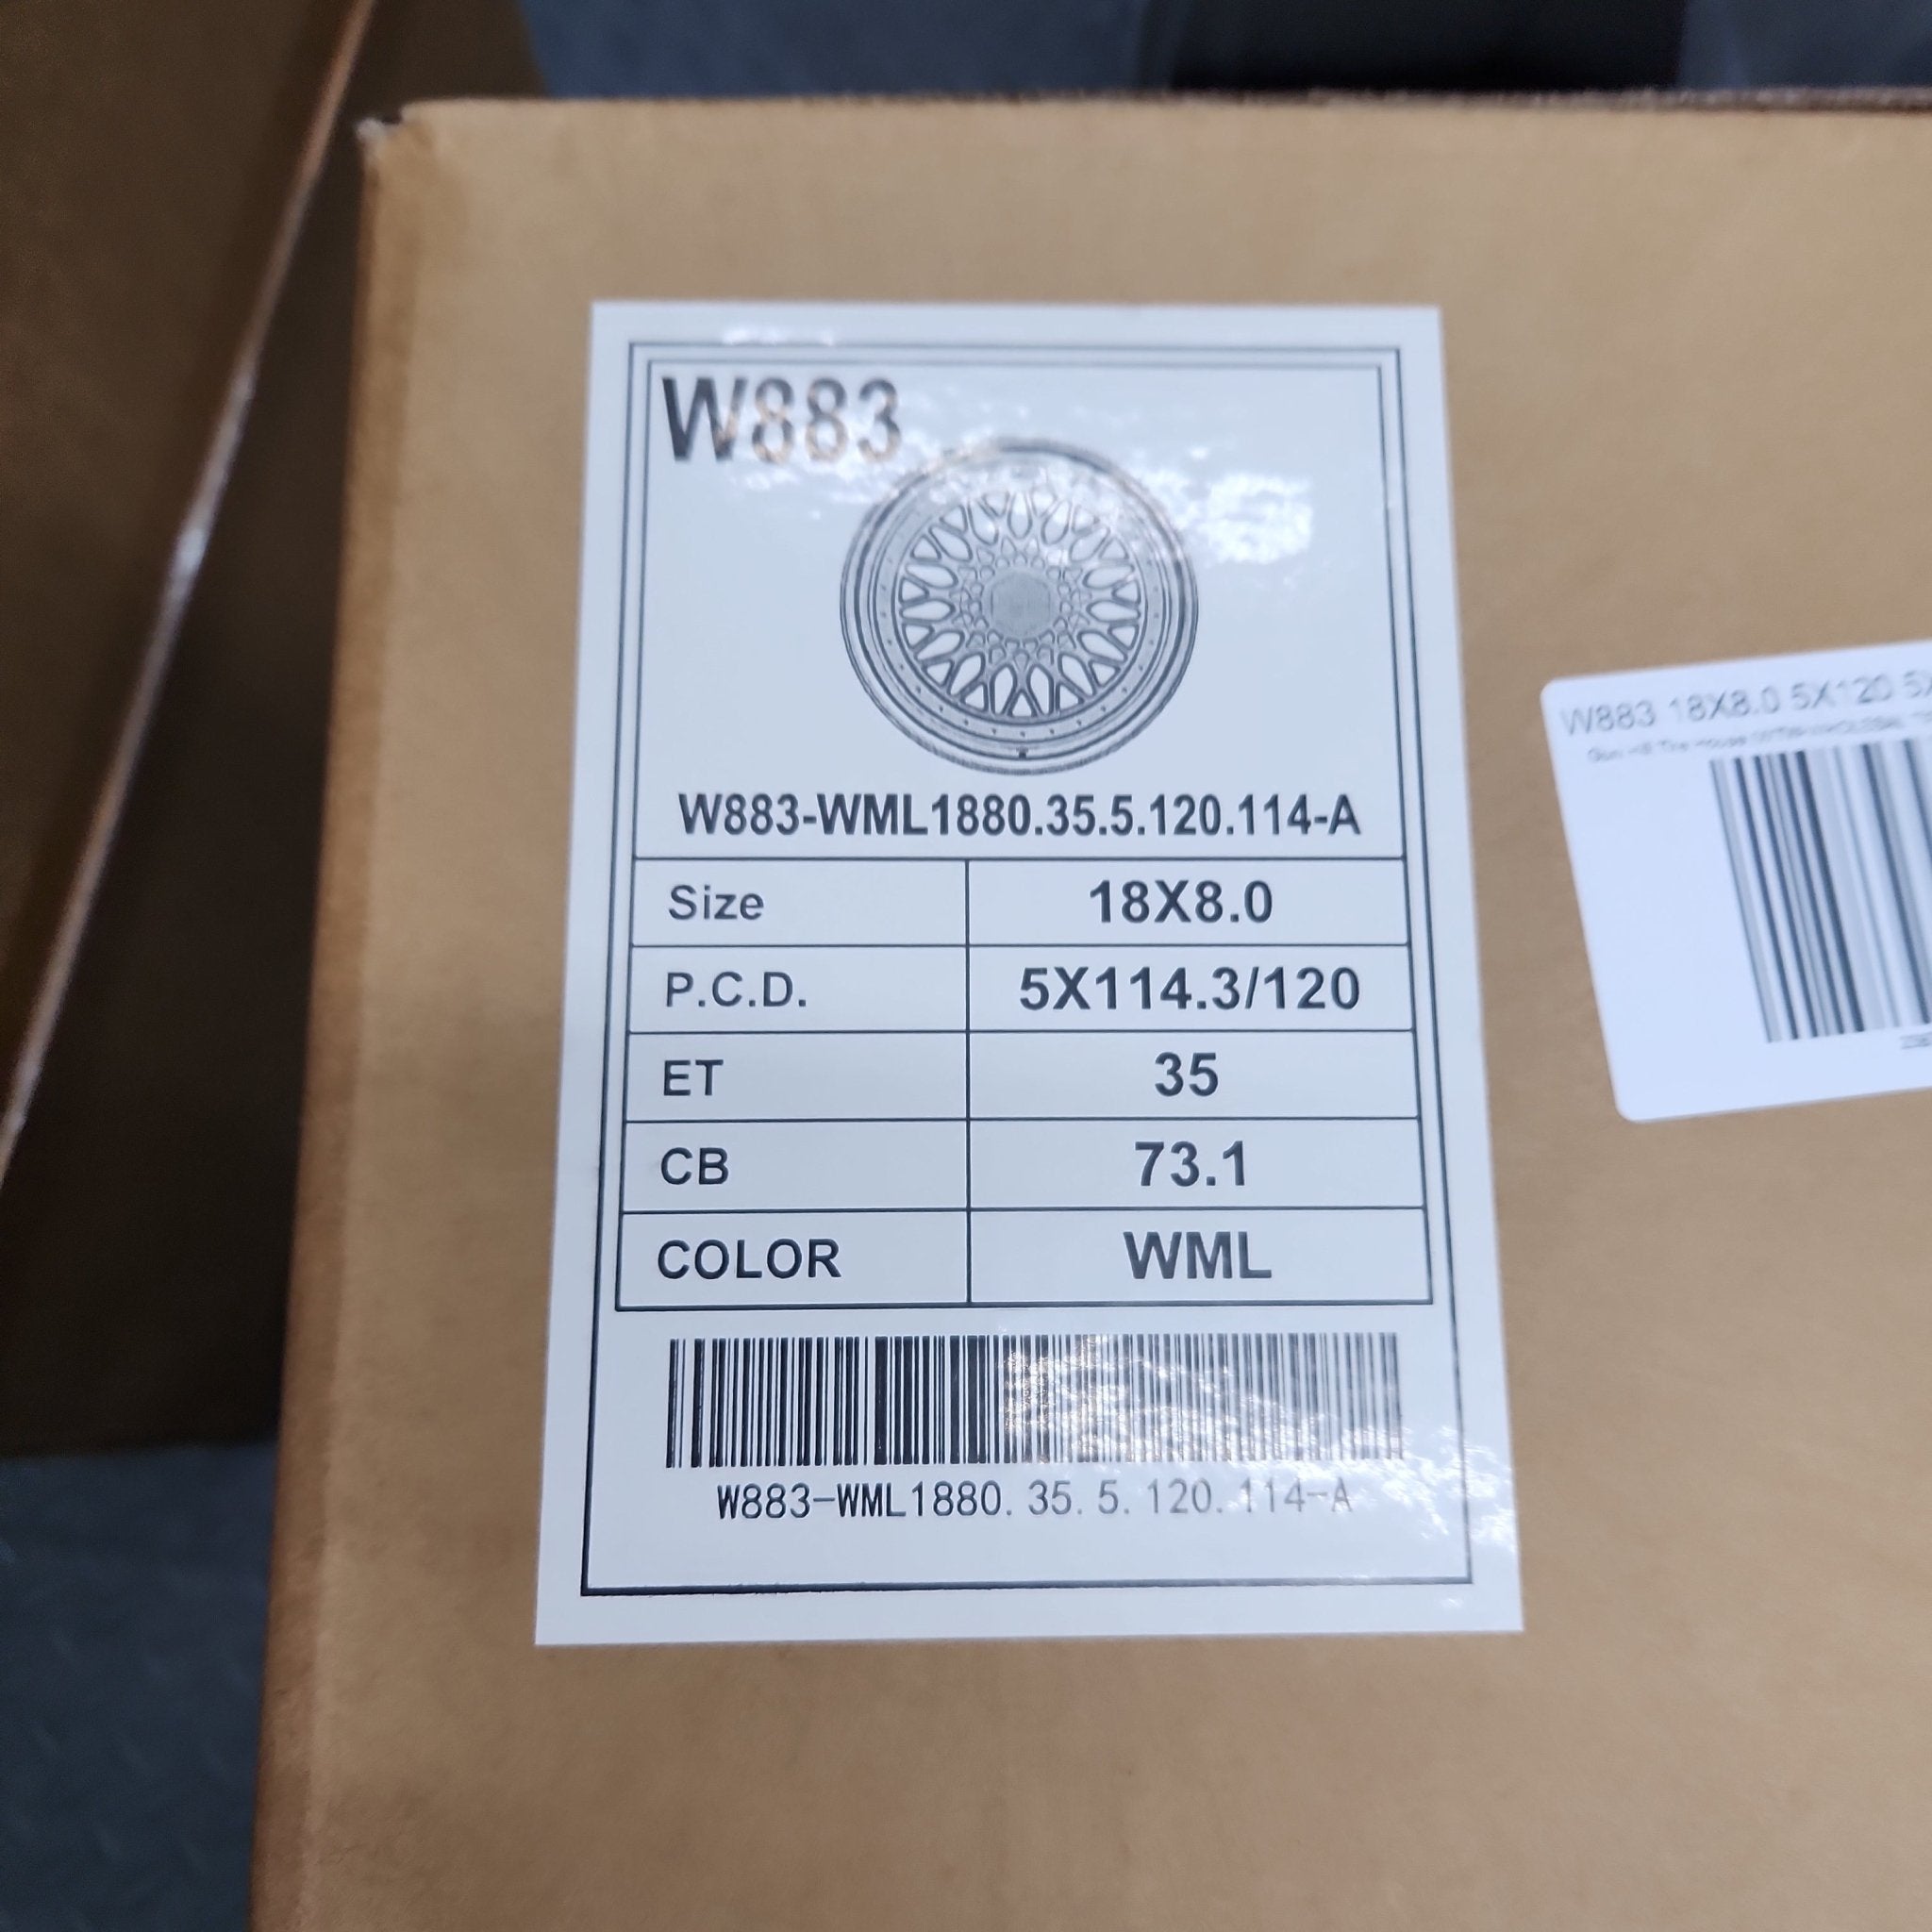 W883
W883-WML1880.35.5.120.114-A
Size 18X8.0
P.C.D. 5X114.3/120
ET 35
CB 73.1
COLOR WML
W883-WML1880.35.5.120.114-A
W883 18X8.0 5X120 5X